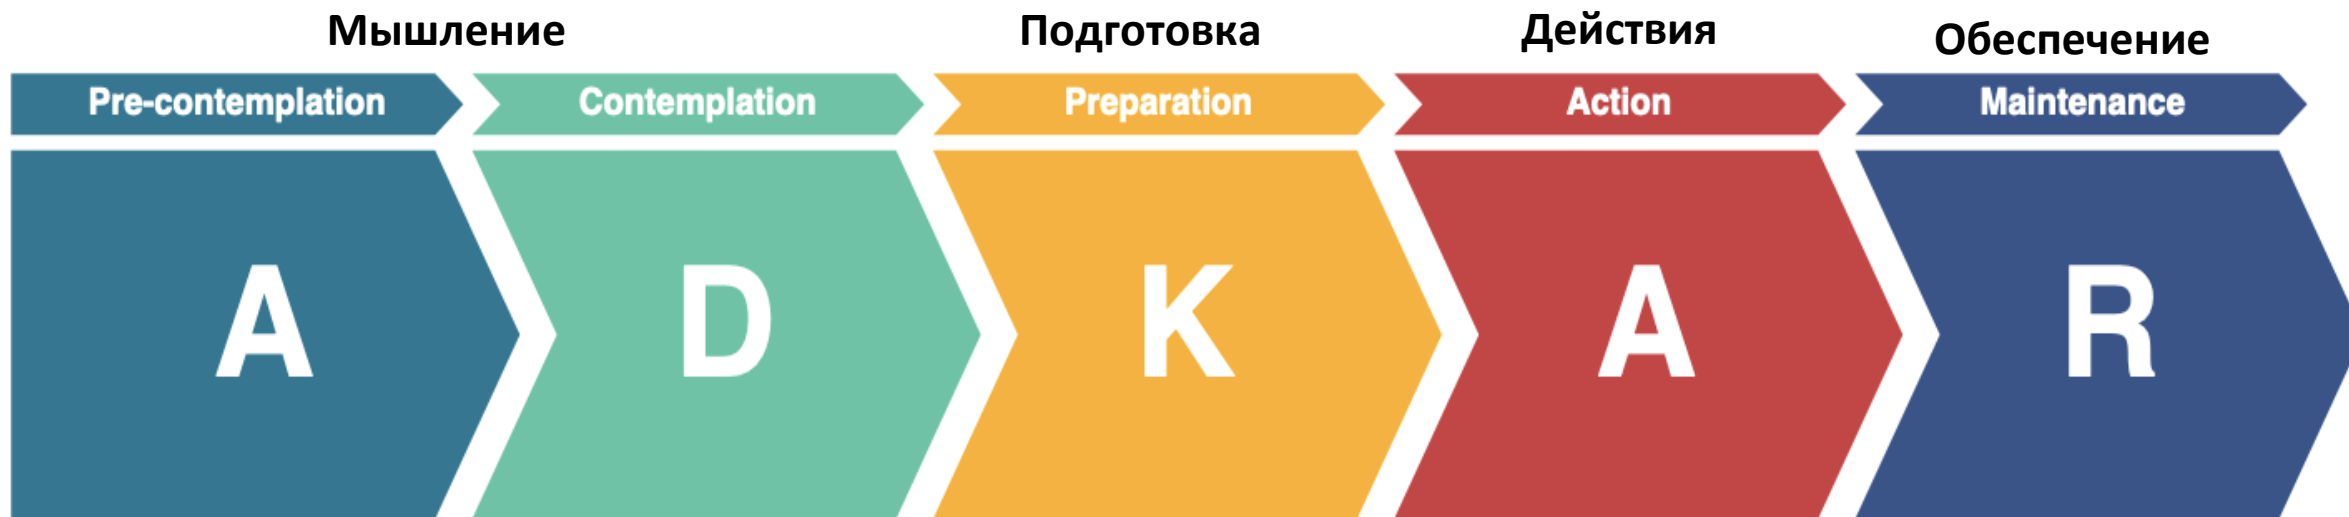 Мышление Подготовка Действия Обеспечение
Pre-contemplation Contemplation Preparation Action Maintenance
A D K A R